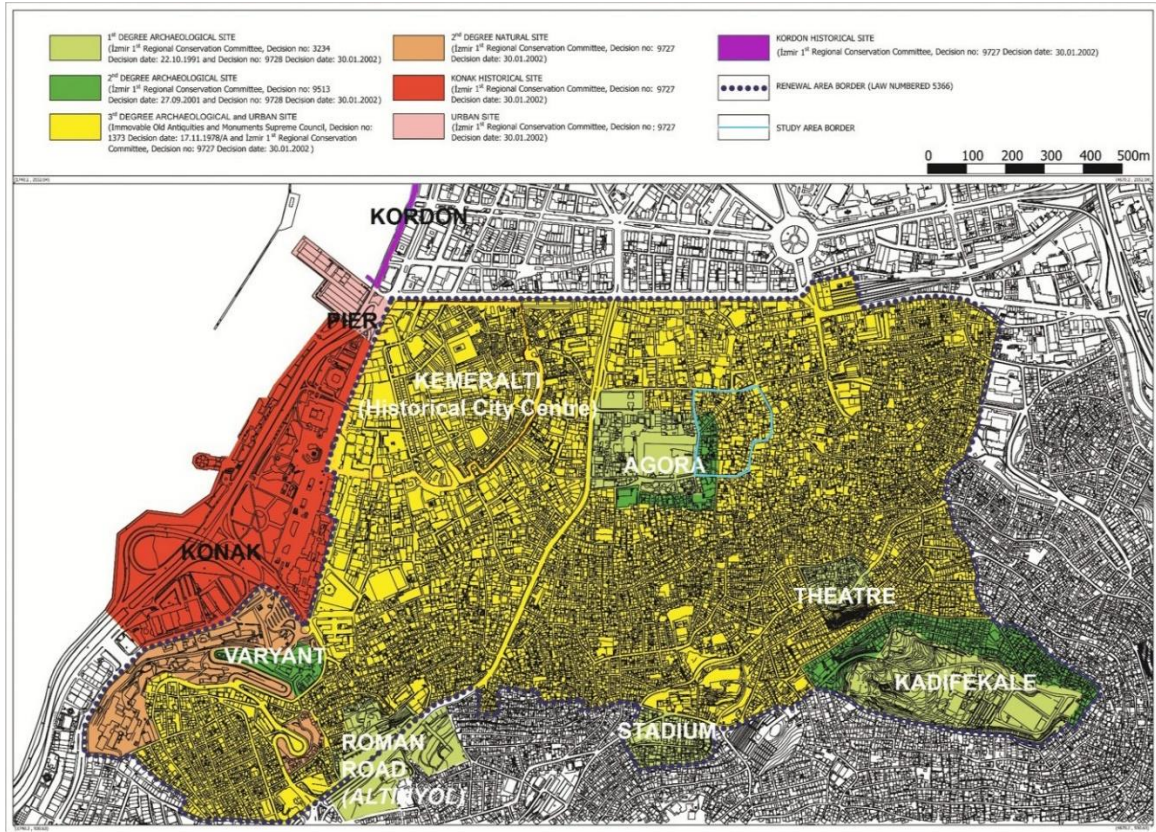 1st DEGREE ARCHAEOLOGICAL SITE
(İzmir 1st Regional Conservation Committee, Decision no: 3234
Decision date: 22.10.1991 and Decision no: 9728 Decision date: 30.01.2002)
2nd DEGREE ARCHAEOLOGICAL SITE
(İzmir 1st Regional Conservation Committee, Decision no: 9513
Decision date: 27.09.2001 and Decision no: 9728 Decision date: 30.01.2002)
3rd DEGREE ARCHAEOLOGICAL and URBAN SITE
(Immovable Old Antiquities and Monuments Supreme Council, Decision no:
1373 Decision date: 17.11.1978/A and İzmir 1st Regional Conservation
Committee, Decision no: 9727 Decision date: 30.01.2002)
2nd DEGREE NATURAL SITE
(İzmir 1st Regional Conservation Committee, Decision no: 9727
Decision date: 30.01.2002)
KONAK HISTORICAL SITE
(İzmir 1st Regional Conservation Committee, Decision no: 9727
Decision date: 30.01.2002)
URBAN SITE
(İzmir 1st Regional Conservation Committee, Decision no: 9727
Decision date: 30.01.2002)
KORDON HISTORICAL SITE
(İzmir 1st Regional Conservation Committee, Decision no: 9727 Decision date: 30.01.2002)
RENEWAL AREA BORDER (LAW NUMBERED 5366)
STUDY AREA BORDER
0 100 200 300 400 500m
KORDON
PIER
KEMERALTI
(Historical City Centre)
AGORA
KONAK
THEATRE
VARYANT
KADIFEKALE
STADIUM
ROMAN
ROAD
(ALTINYOL)